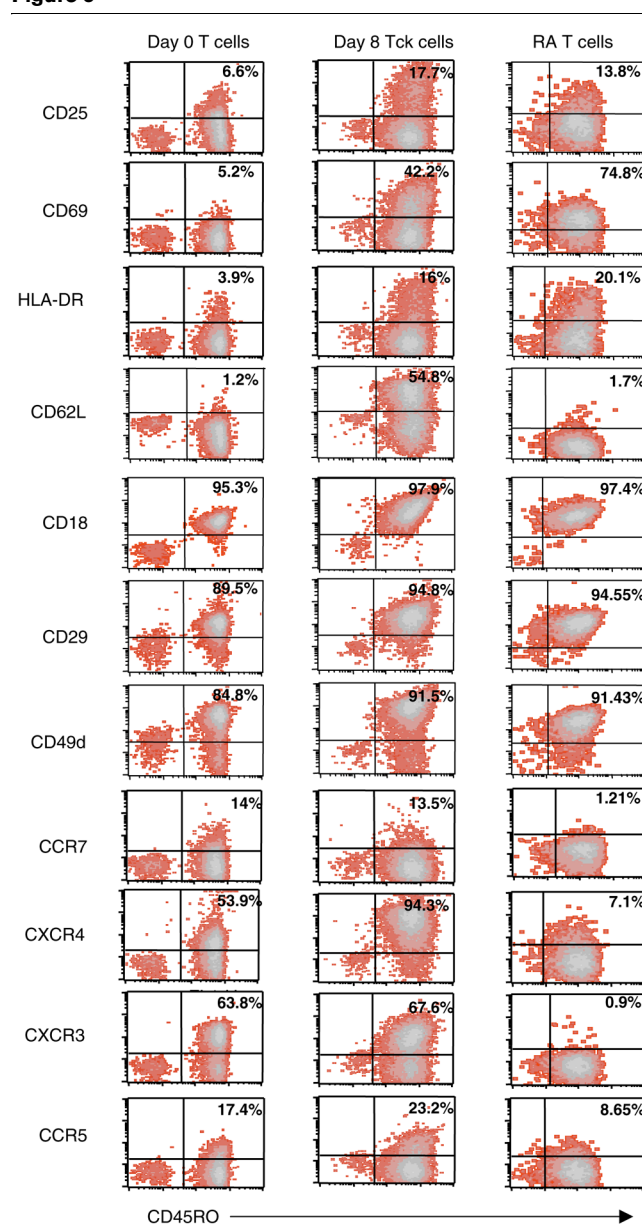 Day 0 T cells Day 8 Tck cells RA T cells
CD25 6.6% 17.7% 13.8%
CD69 5.2% 42.2% 74.8%
HLA-DR 3.9% 16% 20.1%
CD62L 1.2% 54.8% 1.7%
CD18 95.3% 97.9% 97.4%
CD29 89.5% 94.8% 94.55%
CD49d 84.8% 91.5% 91.43%
CCR7 14% 13.5% 1.21%
CXCR4 53.9% 94.3% 7.1%
CXCR3 63.8% 67.6% 0.9%
CCR5 17.4% 23.2% 8.65%
CD45RO